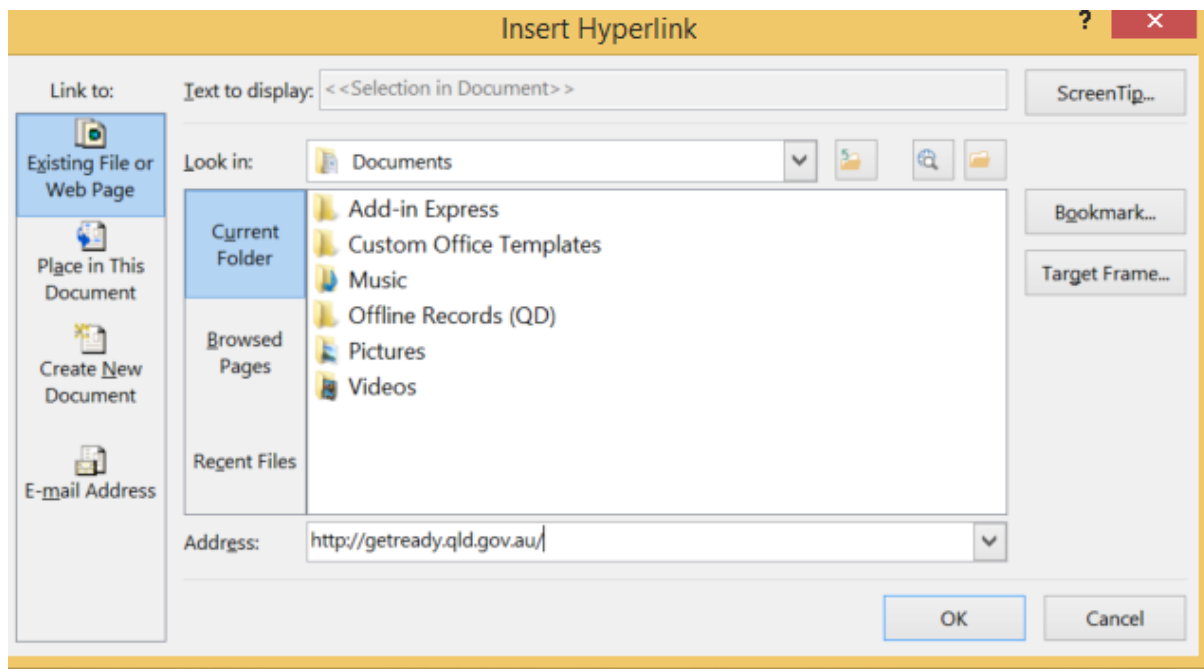 Insert Hyperlink
?
Link to:
Text to display:
<<Selection in Document>>
ScreenTip...
Existing File or
Web Page
Place in This
Document
Create New
Document
E-mail Address
Look in:
Documents
Current
Folder
Browsed
Pages
Recent Files
Add-in Express
Custom Office Templates
Music
Offline Records (QD)
Pictures
Videos
Bookmark...
Target Frame...
Address:
http://getready.qld.gov.au/
OK
Cancel